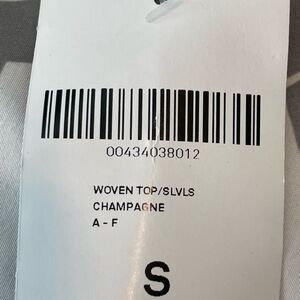 00434038012
WOVEN TOP/SLVLS
CHAMPAGNE
A - F
S